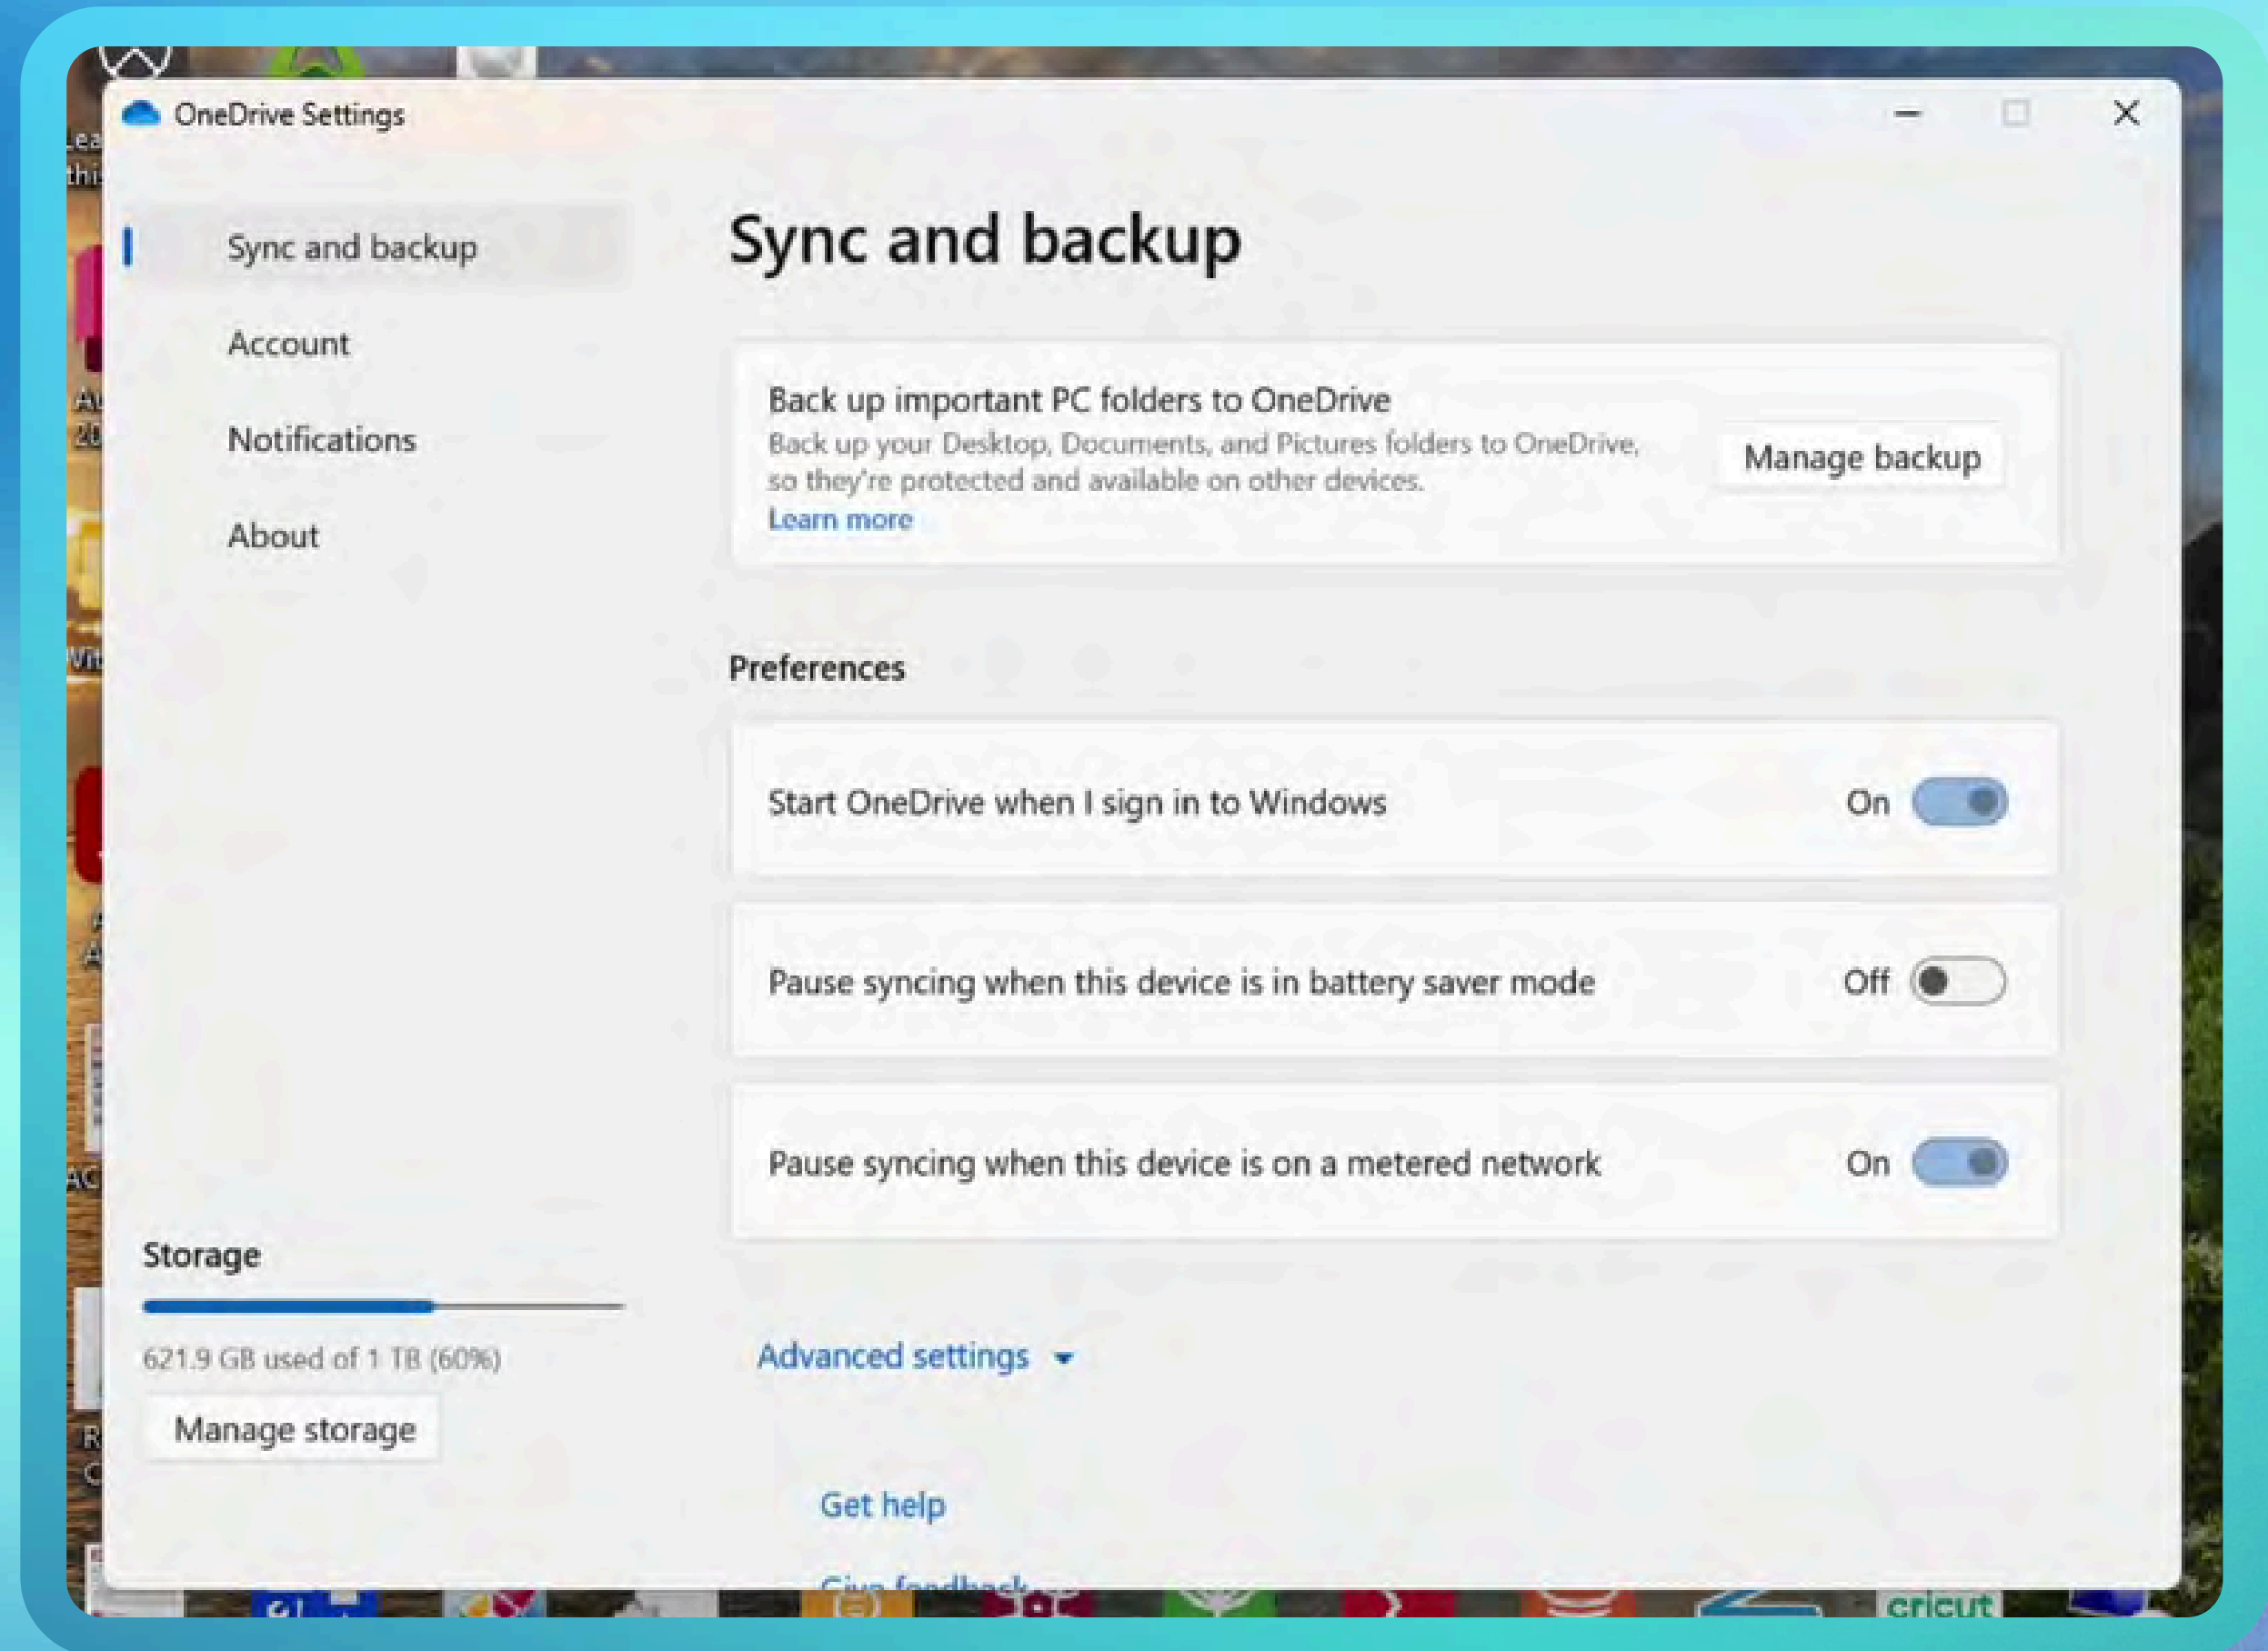 OneDrive Settings
Sync and backup
Account
Notifications
About
Storage
621.9 GB used of 1 TB (60%)
Manage storage
Sync and backup
Back up important PC folders to OneDrive
Back up your Desktop, Documents, and Pictures folders to OneDrive,
so they're protected and available on other devices.
Learn more
Manage backup
Preferences
Start OneDrive when I sign in to Windows
On
Pause syncing when this device is in battery saver mode
Off
Pause syncing when this device is on a metered network
On
Advanced settings
Get help
Give feedback
cricut